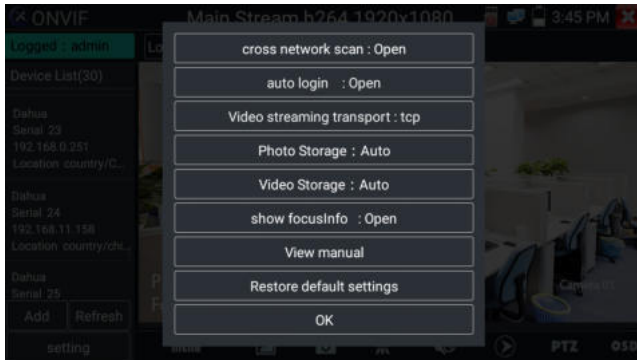 ONVIF
Main Stream h264 1920x1080
3:45 PM
Logged : admin
Lo
Device List(30)
Dahua
Serial 23
192.168.0.251
Location country/C...
Dahua
Serial 24
192.168.11.158
Location country/chi...
Dahua
Serial 25
Add
Refresh
setting
cross network scan : Open
auto login : Open
Video streaming transport : tcp
Photo Storage : Auto
Video Storage : Auto
show focusInfo : Open
View manual
Restore default settings
OK
PTZ
OSD